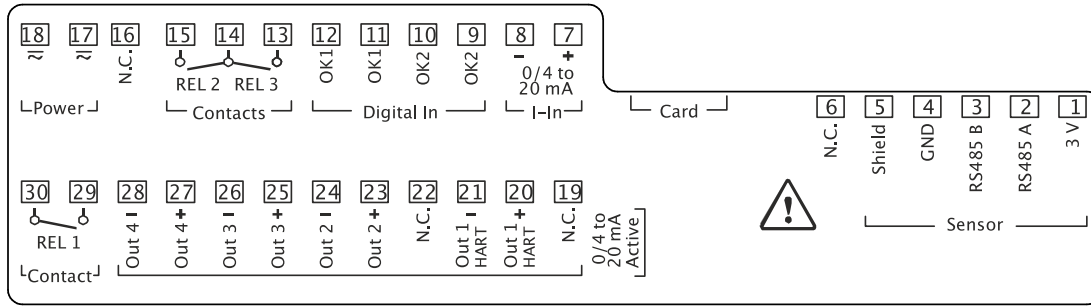 18 17 16 15 14 13 12 11 10 9 8 7
≂ ≂ N.C. OK1 OK1 OK2 OK2 − +
REL 2 REL 3
0/4 to
20 mA
Power Contacts Digital In I-In Card
6 5 4 3 2 1
N.C. Shield GND RS485 B RS485 A 3 V
Sensor
30 29 28 27 26 25 24 23 22 21 20 19
REL 1
Contact
Out 4 −
Out 4 +
Out 3 −
Out 3 +
Out 2 −
Out 2 +
N.C.
Out 1 −
HART
Out 1 +
HART
N.C.
0/4 to
20 mA
Active
!